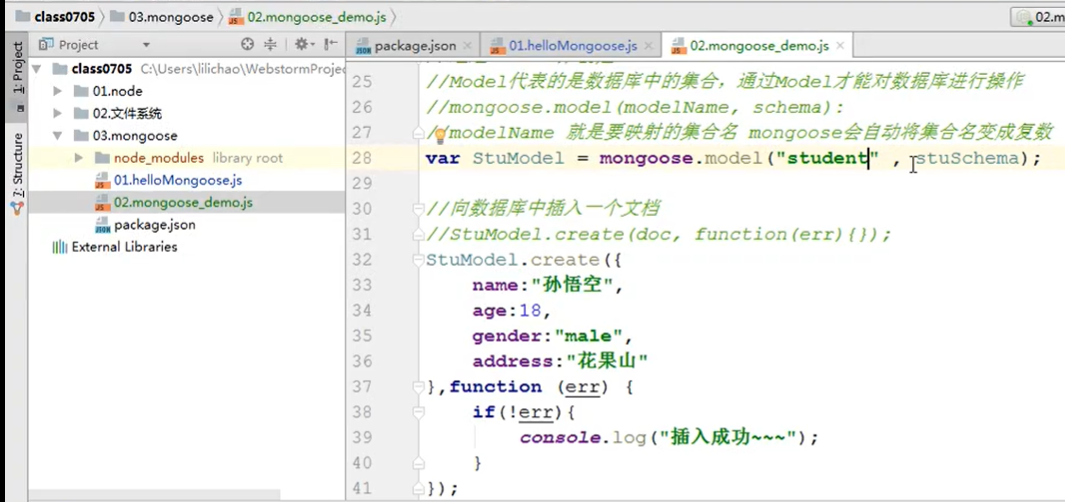 class0705 03.mongoose 02.mongoose_demo.js
02.m
1: Project
7: Structure
Project
package.json 01.helloMongoose.js 02.mongoose_demo.js
class0705 C:\Users\lilichao\WebstormProje
01.node
02.文件系统
03.mongoose
node_modules library root
01.helloMongoose.js
02.mongoose_demo.js
package.json
External Libraries
25 //Model代表的是数据库中的集合，通过Model才能对数据库进行操作
26 //mongoose.model(modelName, schema):
27 //modelName 就是要映射的集合名 mongoose会自动将集合名变成复数
28 var StuModel = mongoose.model("student" , stuSchema);
29
30 //向数据库中插入一个文档
31 //StuModel.create(doc, function(err){});
32 StuModel.create({
33 name:"孙悟空",
34 age:18,
35 gender:"male",
36 address:"花果山"
37 },function (err) {
38 if(!err){
39 console.log("插入成功~~~");
40 }
41 });